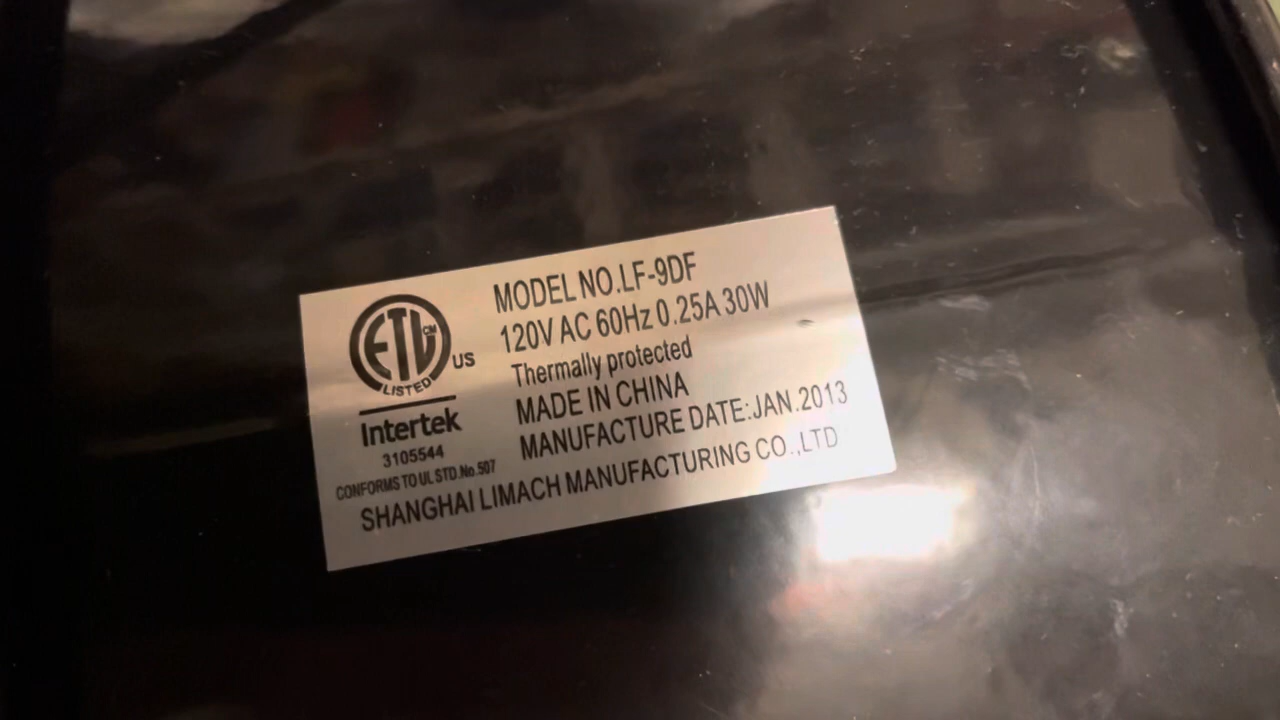 ETL CM
LISTED
US
Intertek
3105544
CONFORMS TO UL STD.No.507
MODEL NO.LF-9DF
120V AC 60Hz 0.25A 30W
Thermally protected
MADE IN CHINA
MANUFACTURE DATE:JAN.2013
SHANGHAI LIMACH MANUFACTURING CO.,LTD